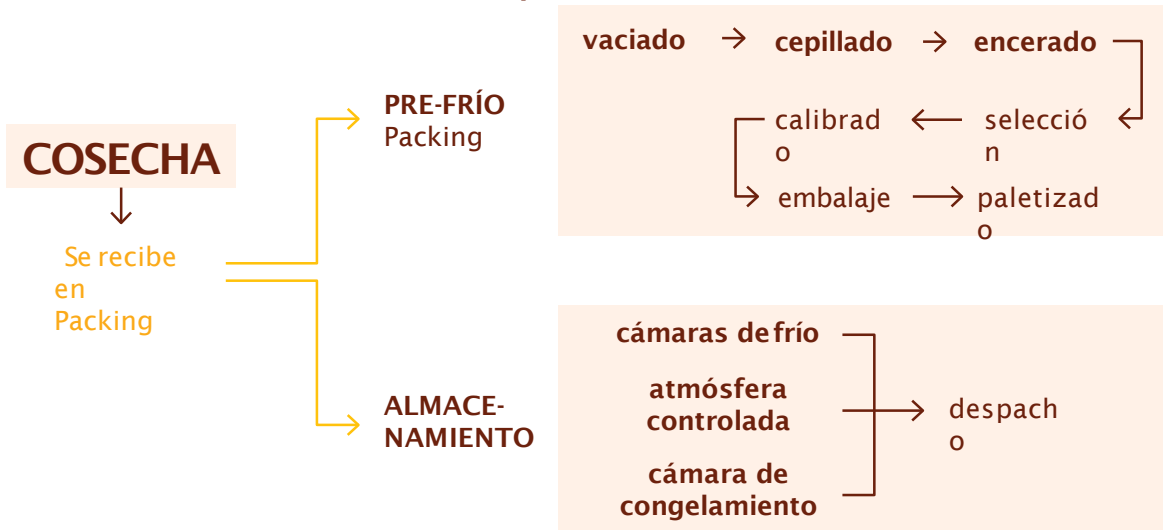 COSECHA
Se recibe
en
Packing
PRE-FRÍO
Packing
vaciado → cepillado → encerado
calibrad ← selecció
o n
embalaje → paletizad
o
ALMACE-
NAMIENTO
cámaras de frío
atmósfera
controlada
cámara de
congelamiento
despach
o